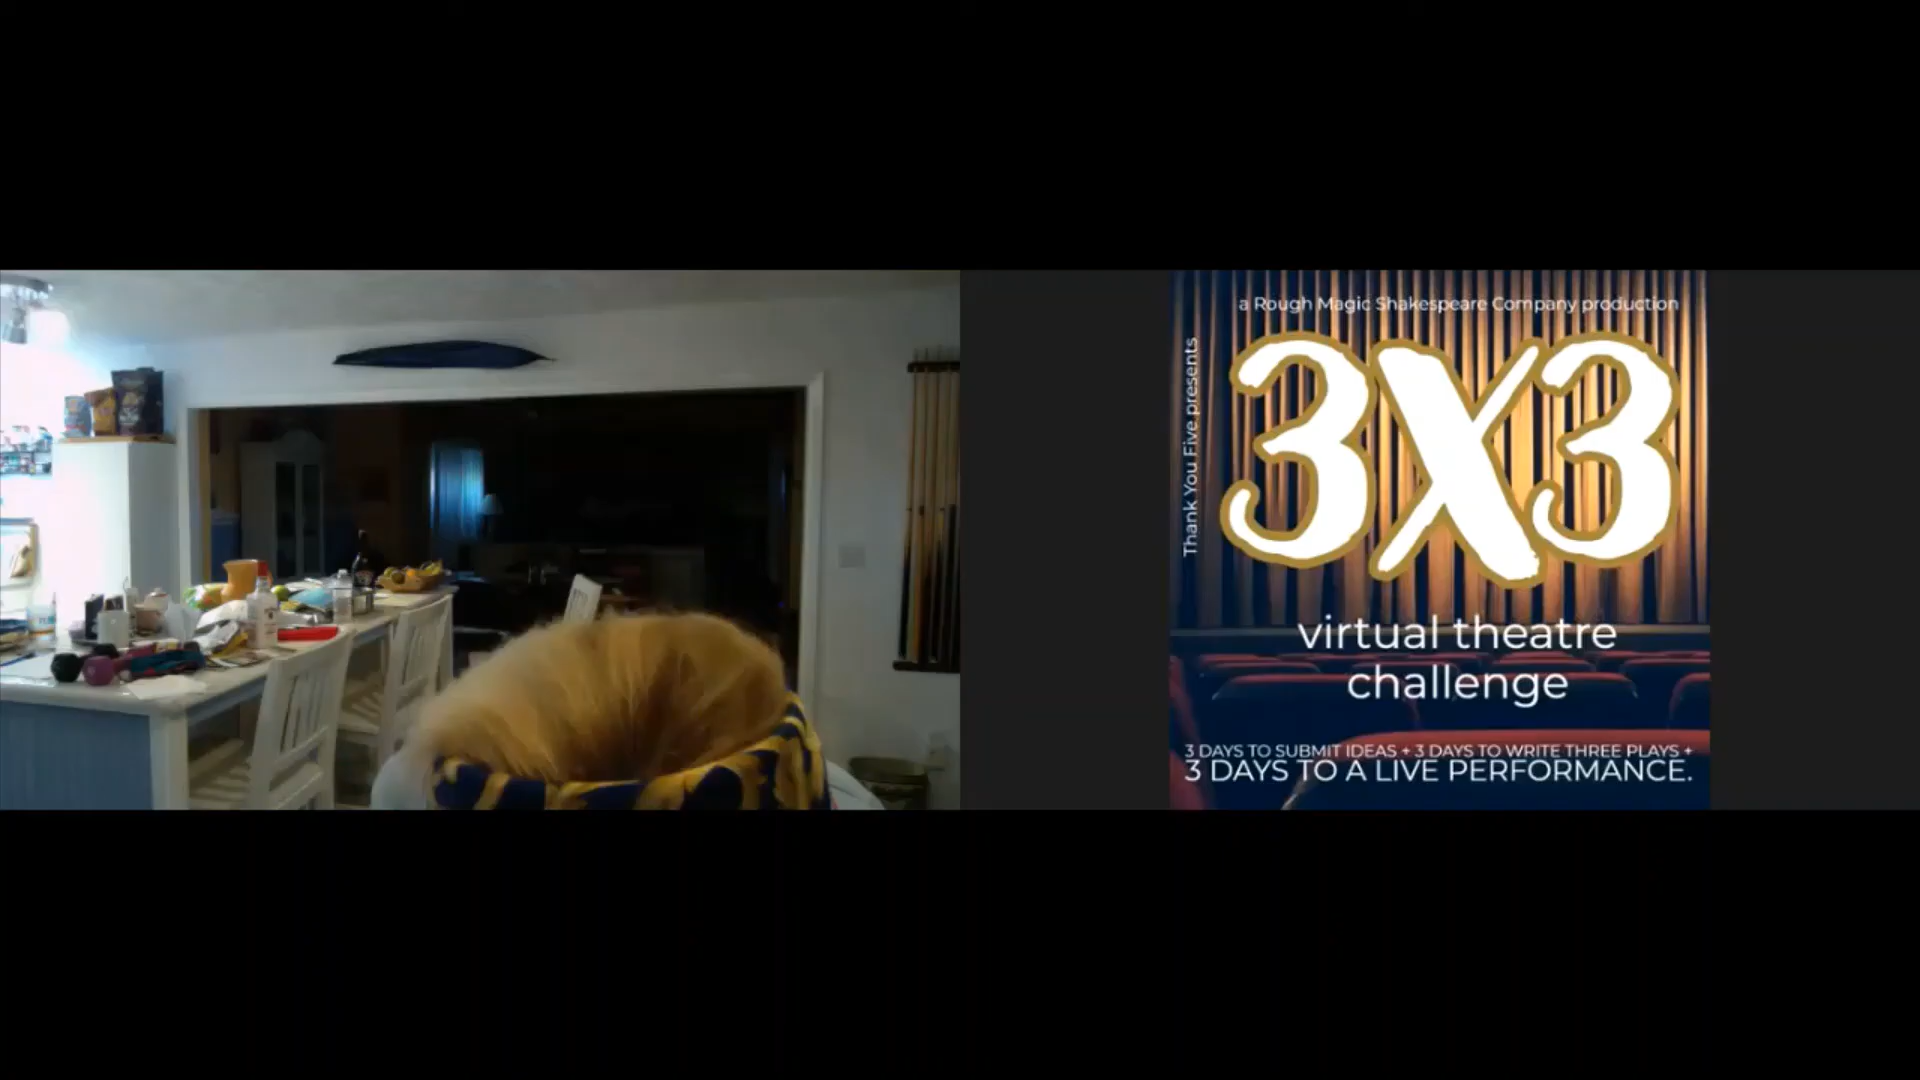 a Rough Magic Shakespeare Company production
Thank You Five presents
3X3
virtual theatre
challenge
3 DAYS TO SUBMIT IDEAS + 3 DAYS TO WRITE THREE PLAYS +
3 DAYS TO A LIVE PERFORMANCE.